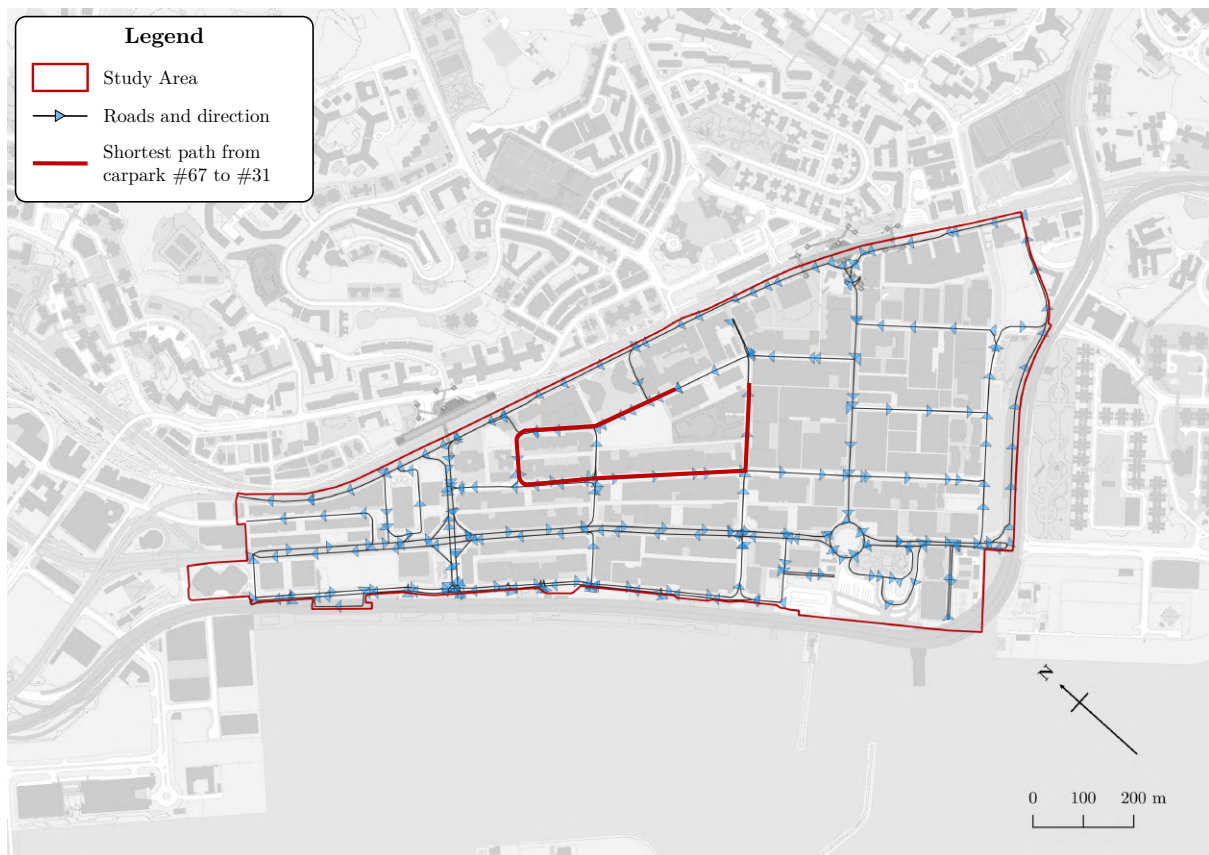 Legend
Study Area
Roads and direction
Shortest path from
carpark #67 to #31
N
0 100 200 m